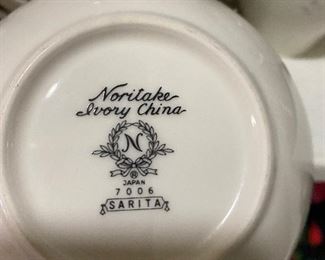 Noritake
Ivory China
N
®
JAPAN
7006
SARITA